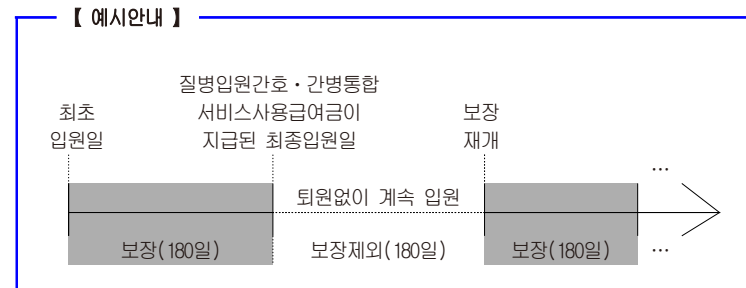 【 예시안내 】
질병입원간호·간병통합
서비스사용급여금이
지급된 최종입원일
최초
입원일
보장
재개
…
퇴원없이 계속 입원
보장(180일)
보장제외(180일)
보장(180일)
…